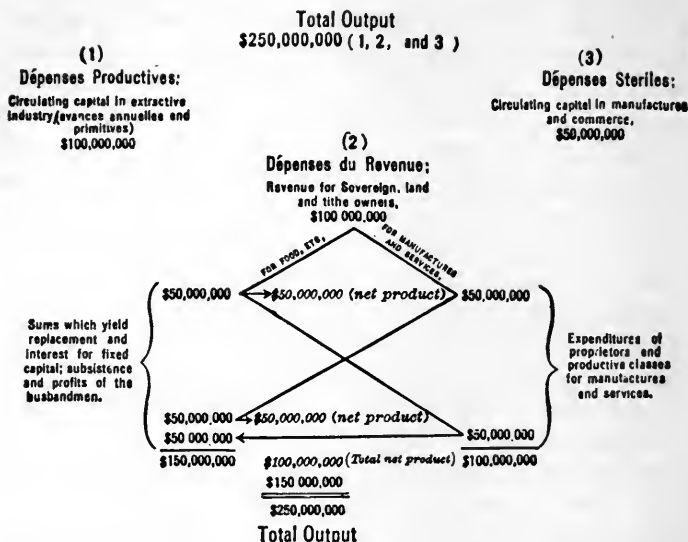 Total Output
$250,000,000 (1, 2, and 3 )
(1)
Dépenses Productives:
Circulating capital in extractive
industry (avances annuelles and
primitives)
$100,000,000
(3)
Dépenses Steriles:
Circulating capital in manufactures
and commerce.
$50,000,000
(2)
Dépenses du Revenue:
Revenue for Sovereign, land
and tithe owners.
$100 000,000
FOR FOOD, ETC.
FOR MANUFACTURES
AND SERVICES.
$50,000,000 $50,000,000 (net product) $50,000,000
Sums which yield
replacement and
interest for fixed
capital; subsistence
and profits of the
husbandmen.
Expenditures of
proprietors and
productive classes
for manufactures
and services.
$50,000,000 $50,000,000 (net product)
$50 000,000 $50,000,000
$150,000,000 $100,000,000 (Total net product) $100,000,000
$150 000,000
$250,000,000
Total Output